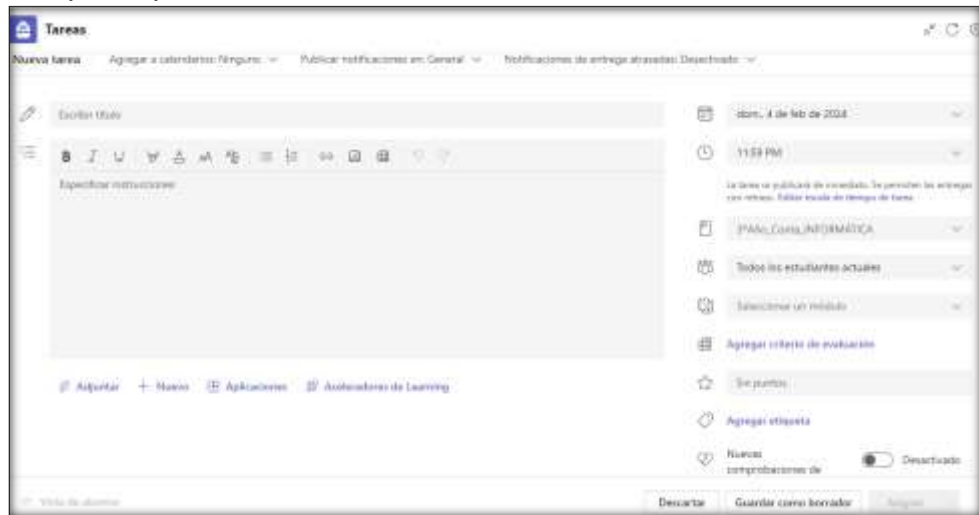 Tareas
Nueva tarea Agregar a calendarios: Ninguno Publicar notificaciones en: General Notificaciones de entrega atrasadas: Desactivado
Escribir título
dom., 4 de feb de 2024
11:59 PM
Especificar instrucciones
La tarea se publicará de inmediato. Se permiten las entregas
con retraso. Editar escala de tiempo de tarea
INFORMÁTICA
Todos los estudiantes actuales
Seleccionar un módulo
Agregar criterio de evaluación
Adjuntar Nuevo Aplicaciones Aceleradores de Learning
Sin puntos
Agregar etiqueta
Nuevas
comprobaciones de
Desactivado
Vista de alumno
Descartar Guardar como borrador Asignar